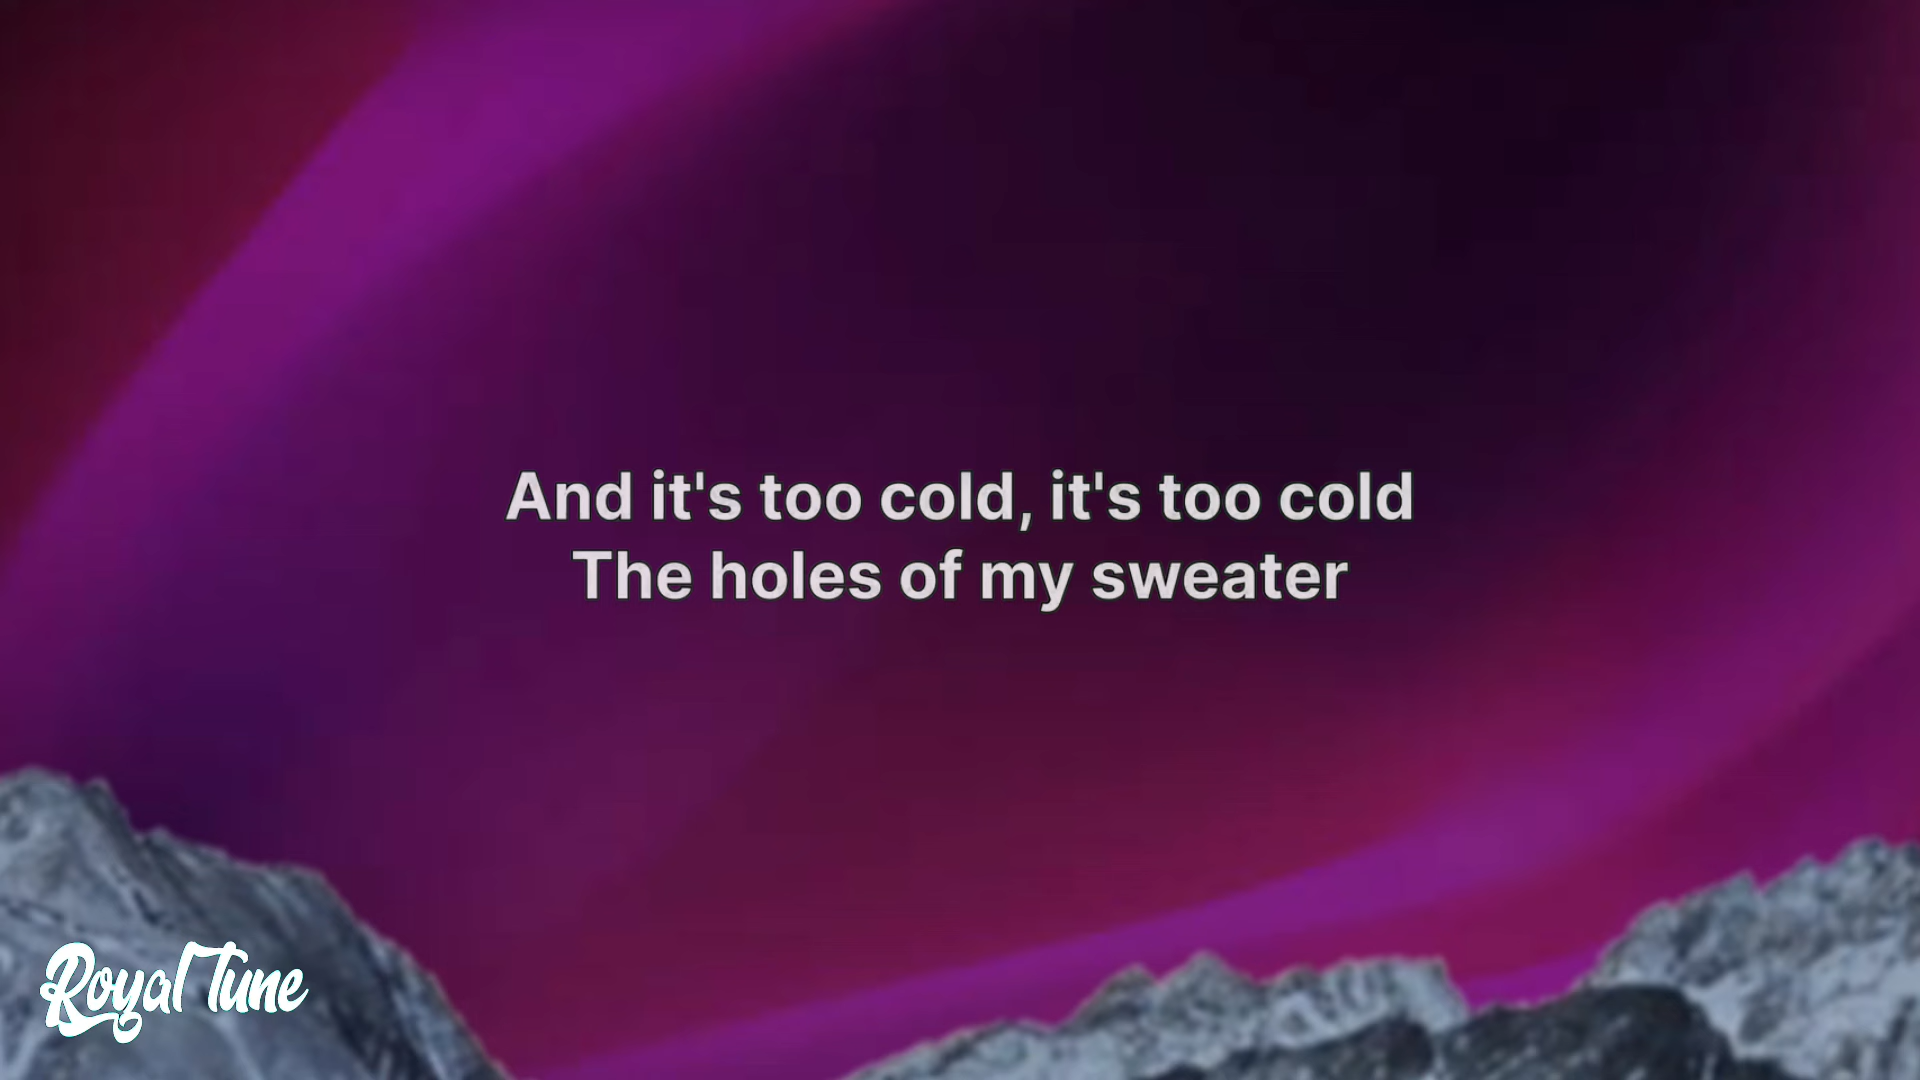 And it's too cold, it's too cold
The holes of my sweater
Royal Tune